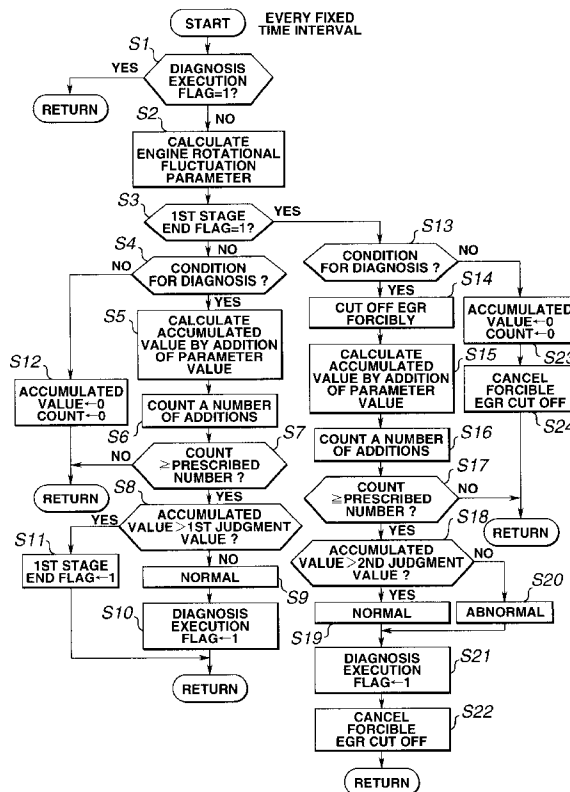 START
EVERY FIXED
TIME INTERVAL
S1
DIAGNOSIS
EXECUTION
FLAG=1?
YES
RETURN
NO
S2
CALCULATE
ENGINE ROTATIONAL
FLUCTUATION
PARAMETER
S3
1ST STAGE
END FLAG=1?
YES
NO
S4
CONDITION
FOR DIAGNOSIS ?
NO
YES
S5
CALCULATE
ACCUMULATED
VALUE BY ADDITION
OF PARAMETER
VALUE
S12
ACCUMULATED
VALUE←0
COUNT←0
S6
COUNT A NUMBER
OF ADDITIONS
S7
COUNT
≧PRESCRIBED
NUMBER ?
NO
RETURN
YES
S8
ACCUMULATED
VALUE>1ST JUDGMENT
VALUE ?
YES
S11
1ST STAGE
END FLAG←1
NO
NORMAL
S9
S10
DIAGNOSIS
EXECUTION
FLAG←1
RETURN
S13
CONDITION
FOR DIAGNOSIS ?
NO
YES
S14
CUT OFF EGR
FORCIBLY
ACCUMULATED
VALUE←0
COUNT←0
S23
S15
CALCULATE
ACCUMULATED
VALUE BY ADDITION
OF PARAMETER
VALUE
CANCEL
FORCIBLE
EGR CUT OFF
S24
S16
COUNT A NUMBER
OF ADDITIONS
S17
COUNT
≧PRESCRIBED
NUMBER ?
NO
RETURN
YES
S18
ACCUMULATED
VALUE>2ND JUDGMENT
VALUE ?
NO
YES
S20
NORMAL
S19
ABNORMAL
S21
DIAGNOSIS
EXECUTION
FLAG←1
S22
CANCEL
FORCIBLE
EGR CUT OFF
RETURN